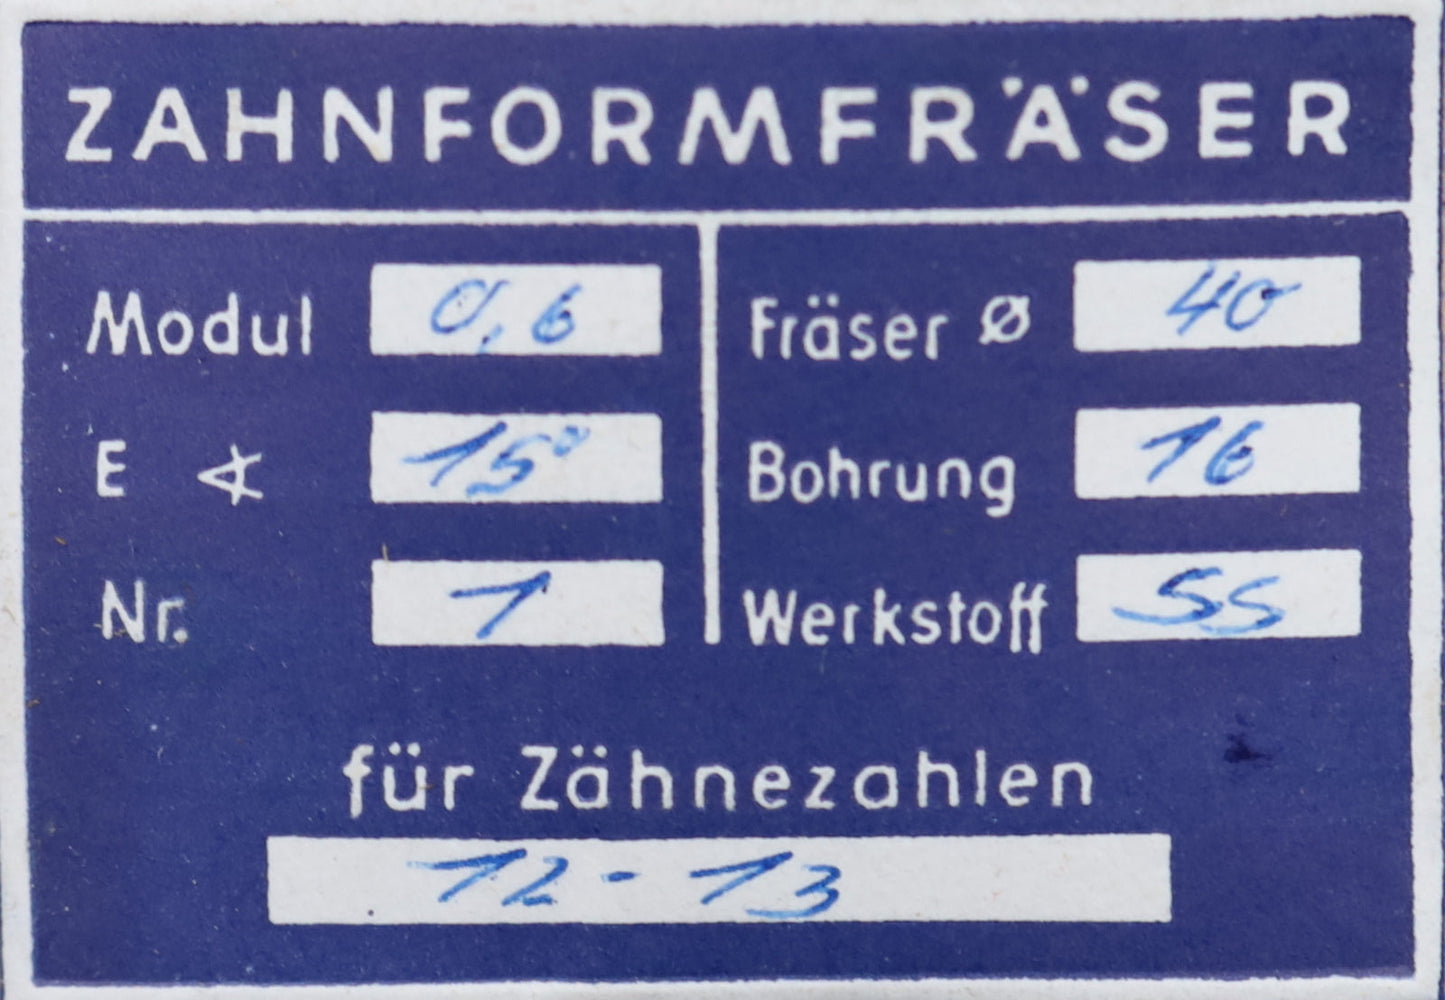 ZAHNFORMFRÄSER
Modul 0,6
E ∢ 15°
Nr. 1
Fräser Ø 40
Bohrung 16
Werkstoff SS
für Zähnezahlen
12 - 13